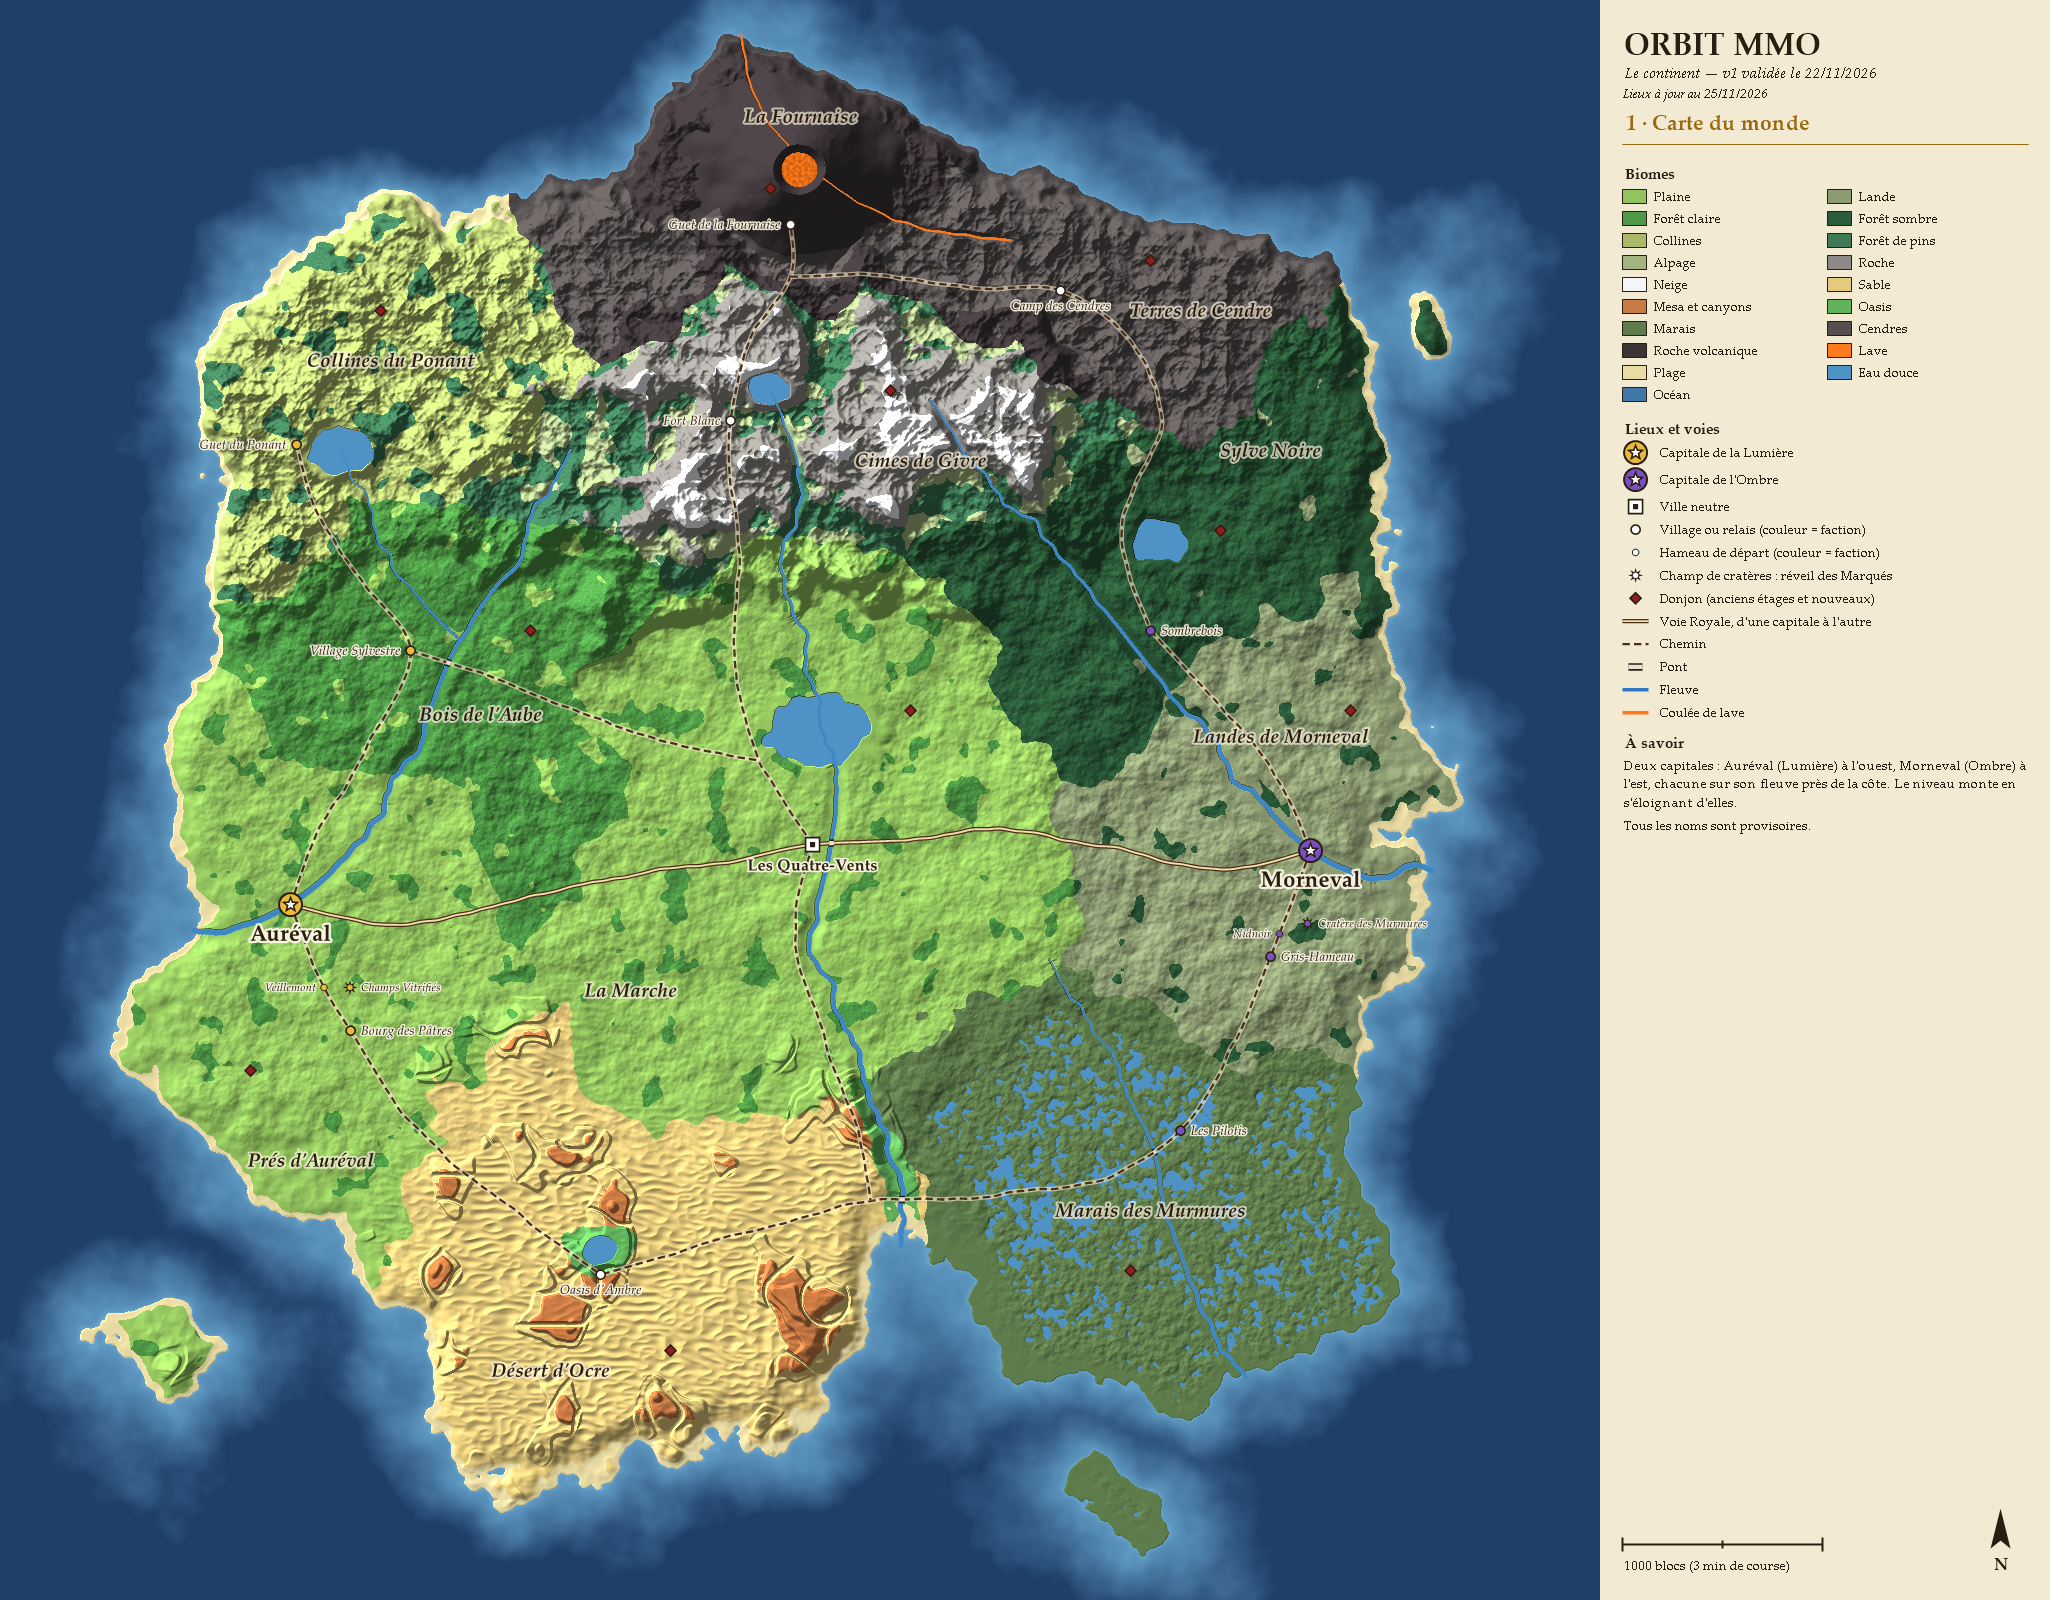 ORBIT MMO
Le continent — v1 validée le 22/11/2026
Lieux à jour au 25/11/2026
1 · Carte du monde
Biomes
Plaine
Lande
Forêt claire
Forêt sombre
Collines
Forêt de pins
Alpage
Roche
Neige
Sable
Mesa et canyons
Oasis
Marais
Cendres
Roche volcanique
Lave
Plage
Eau douce
Océan
Lieux et voies
Capitale de la Lumière
Capitale de l'Ombre
Ville neutre
Village ou relais (couleur = faction)
Hameau de départ (couleur = faction)
Champ de cratères : réveil des Marqués
Donjon (anciens étages et nouveaux)
Voie Royale, d'une capitale à l'autre
Chemin
Pont
Fleuve
Coulée de lave
À savoir
Deux capitales : Auréval (Lumière) à l'ouest, Morneval (Ombre) à
l'est, chacune sur son fleuve près de la côte. Le niveau monte en
s'éloignant d'elles.
Tous les noms sont provisoires.
1000 blocs (3 min de course)
N
La Fournaise
Guet de la Fournaise
Camp des Cendres
Terres de Cendre
Collines du Ponant
Fort Blanc
Guet du Ponant
Cimes de Givre
Sylve Noire
Sombrebois
Village Sylvestre
Bois de l'Aube
Landes de Morneval
Les Quatre-Vents
Morneval
Auréval
Cratère des Murmures
Nidnoir
Gris-Hameau
Veillemont
Champs Vitrifiés
La Marche
Bourg des Pâtres
Les Pilotis
Prés d'Auréval
Marais des Murmures
Oasis d'Ambre
Désert d'Ocre